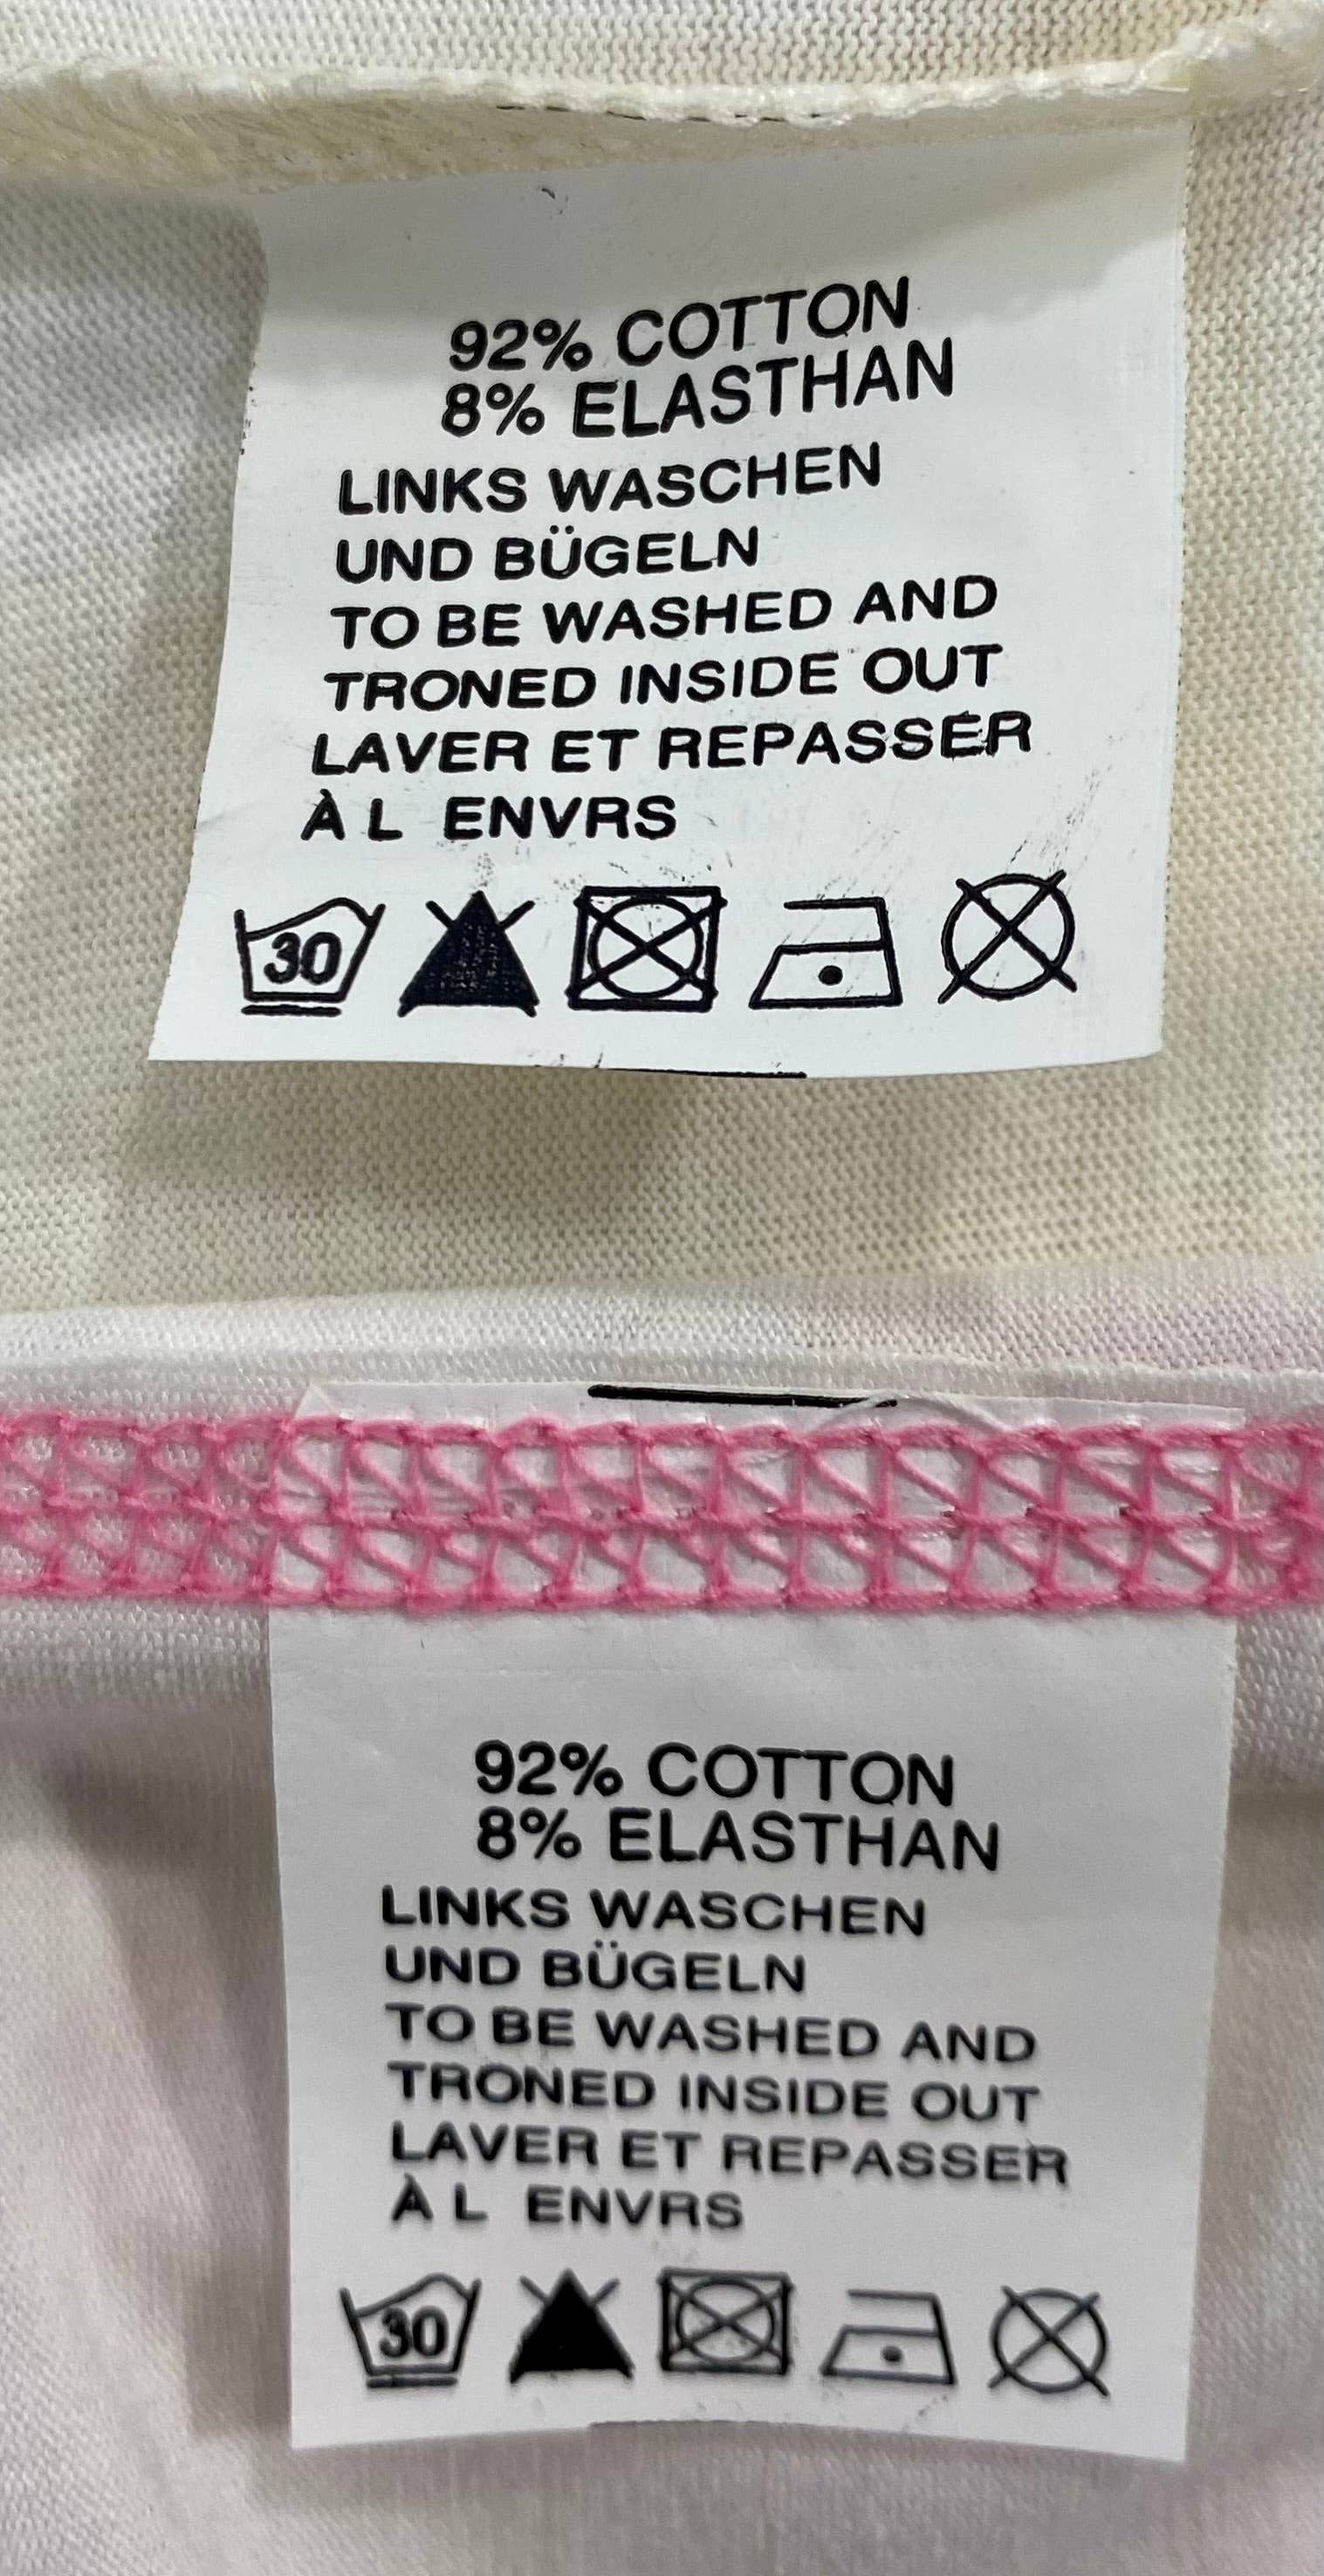 92% COTTON
8% ELASTHAN
LINKS WASCHEN
UND BÜGELN
TO BE WASHED AND
TRONED INSIDE OUT
LAVER ET REPASSER
À L ENVRS
30
92% COTTON
8% ELASTHAN
LINKS WASCHEN
UND BÜGELN
TO BE WASHED AND
TRONED INSIDE OUT
LAVER ET REPASSER
À L ENVRS
30